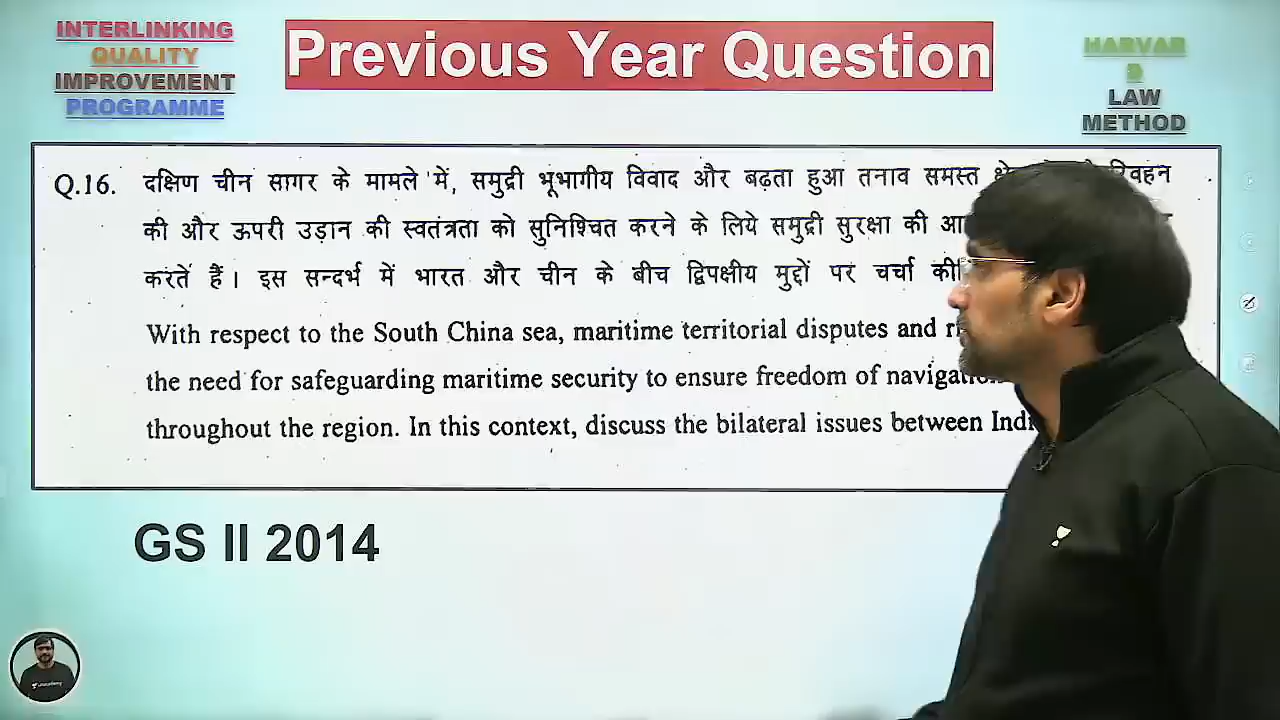 INTERLINKING
QUALITY
IMPROVEMENT
PROGRAMME
Previous Year Question
HARVAR
D
LAW
METHOD
Q.16. दक्षिण चीन सागर के मामले में, समुद्री भूभागीय विवाद और बढ़ता हुआ तनाव समस्त
की और ऊपरी उड़ान की स्वतंत्रता को सुनिश्चित करने के लिये समुद्री सुरक्षा की
करतें हैं। इस सन्दर्भ में भारत और चीन के बीच द्विपक्षीय मुद्दों पर चर्चा
With respect to the South China sea, maritime territorial disputes and
the need for safeguarding maritime security to ensure freedom of
throughout the region. In this context, discuss the bilateral issues between
GS II 2014